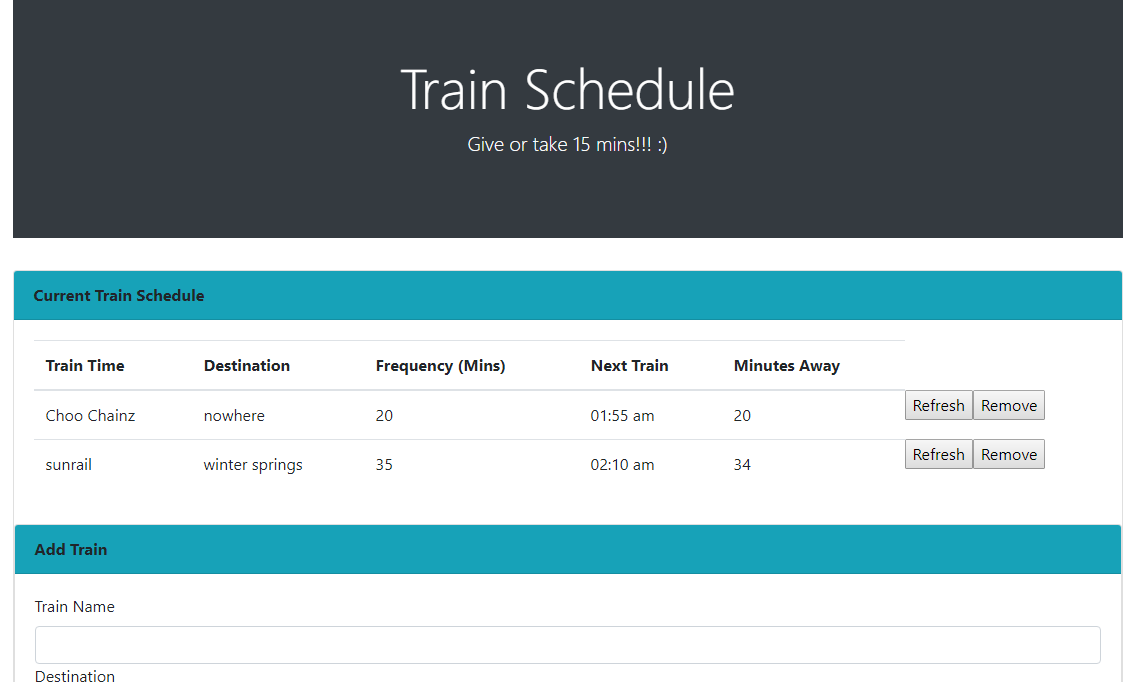 Train Schedule
Give or take 15 mins!!! :)
Current Train Schedule
Train Time Destination Frequency (Mins) Next Train Minutes Away
Choo Chainz nowhere 20 01:55 am 20 Refresh Remove
sunrail winter springs 35 02:10 am 34 Refresh Remove
Add Train
Train Name
Destination